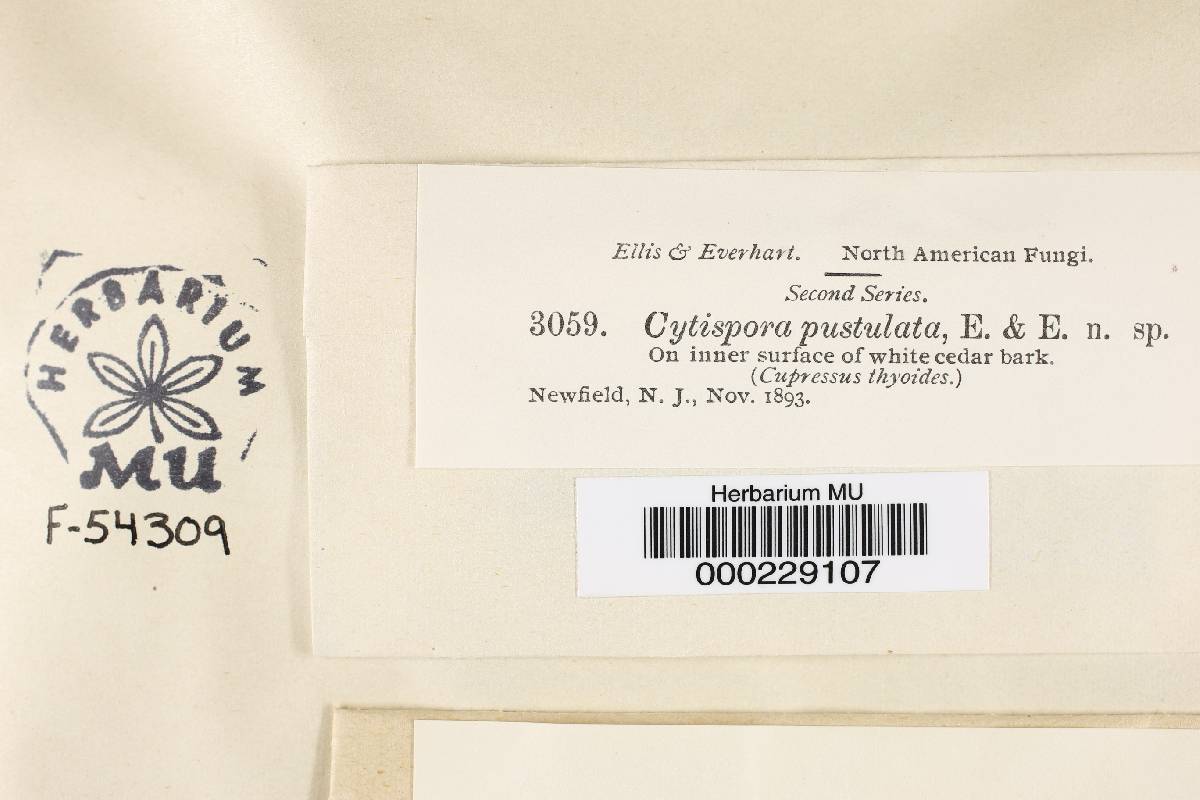 HERBARIUM
MU
F-54309
Ellis & Everhart. North American Fungi.
Second Series.
3059. Cytispora pustulata, E. & E. n. sp.
On inner surface of white cedar bark.
(Cupressus thyoides.)
Newfield, N. J., Nov. 1893.
Herbarium MU
000229107